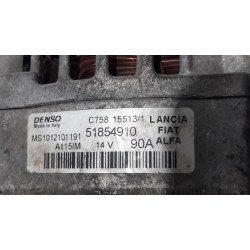 DENSO C758 15513/1 LANCIA
Made in Italy
MS1012101191 51854910 FIAT
A115IM 14 V 90A ALFA